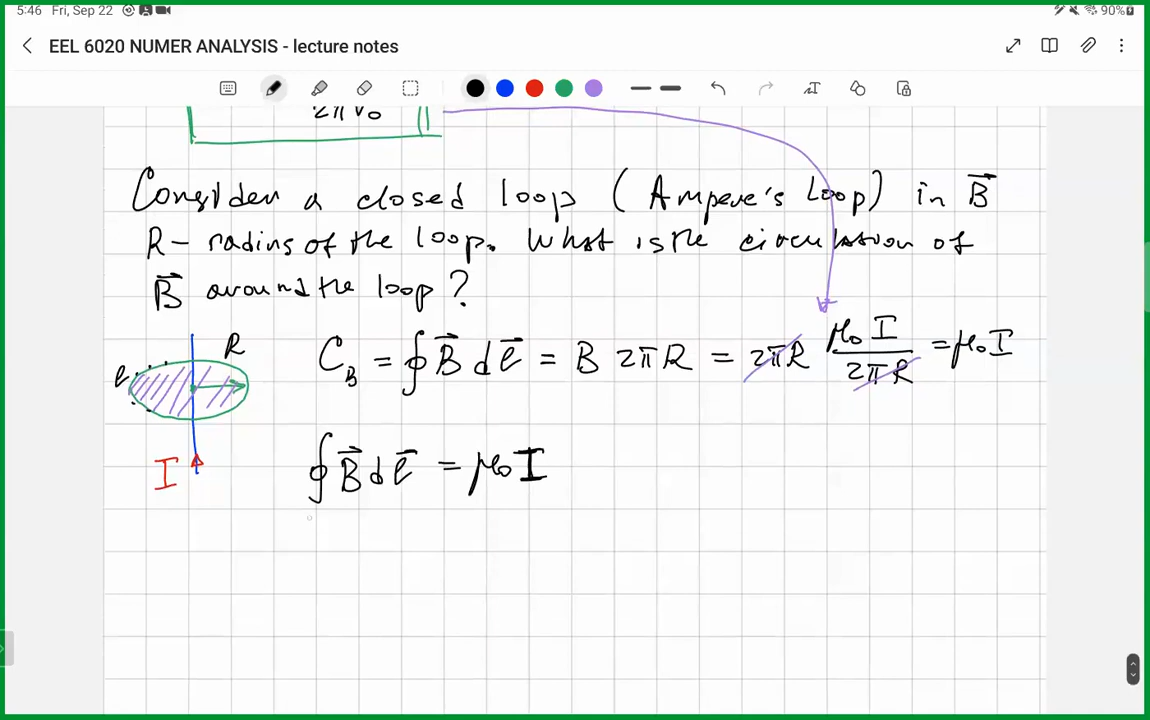 5:46 Fri, Sep 22 90%
EEL 6020 NUMER ANALYSIS - lecture notes
2π r₀
Consider a closed loop (Ampere's Loop) in B⃗
R - radius of the loop. What is the circulation of
B⃗ around the loop?
R
ℓ
C_B = ∮ B⃗ dℓ⃗ = B 2πR = 2πR μ₀I / 2πR = μ₀I
I
∮ B⃗ dℓ⃗ = μ₀I